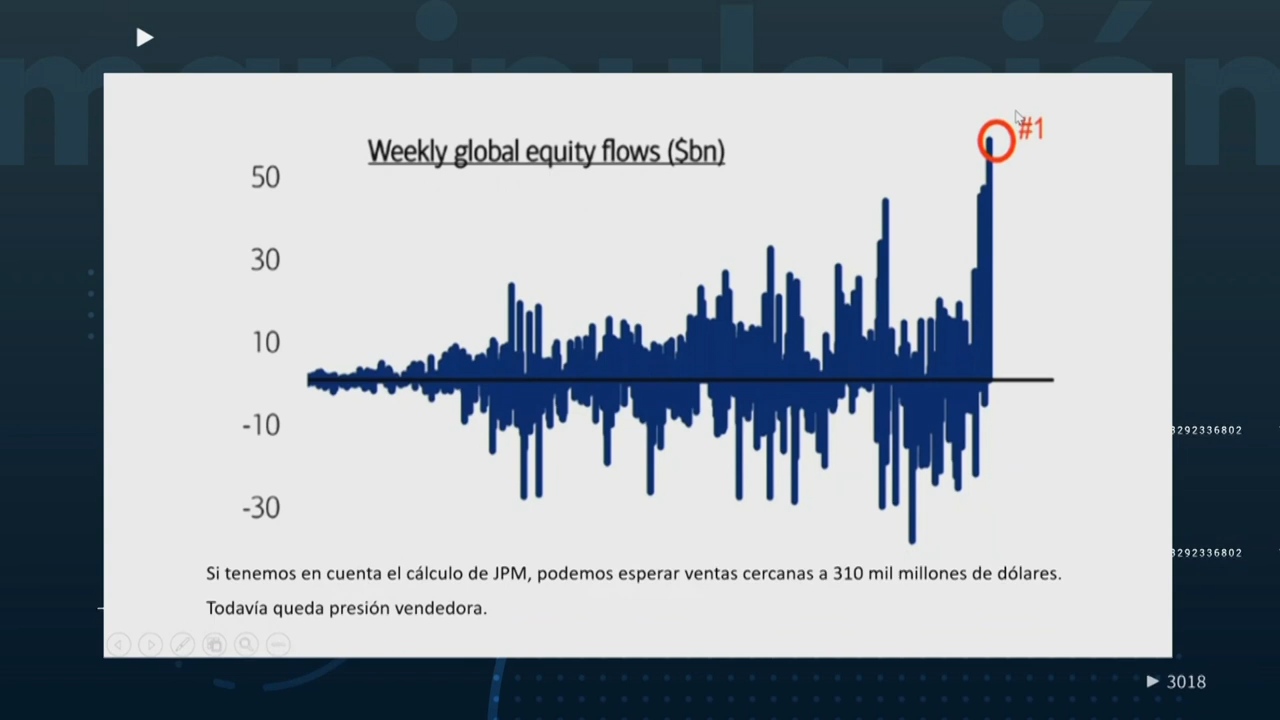 manipulación
Weekly global equity flows ($bn)
#1
50
30
10
-10
-30
3292336802
3292336802
Si tenemos en cuenta el cálculo de JPM, podemos esperar ventas cercanas a 310 mil millones de dólares.
Todavía queda presión vendedora.
3018